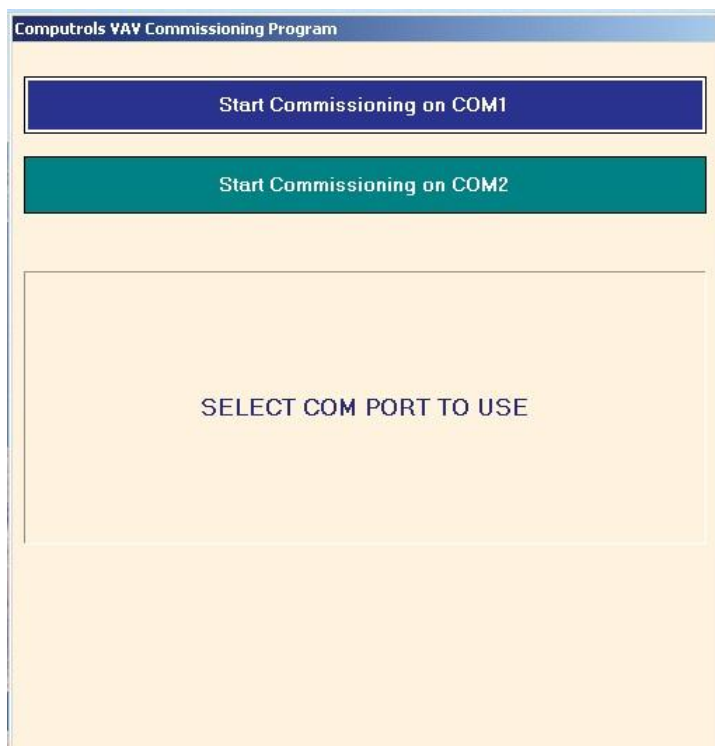 Computrols VAV Commissioning Program
Start Commissioning on COM1
Start Commissioning on COM2
SELECT COM PORT TO USE